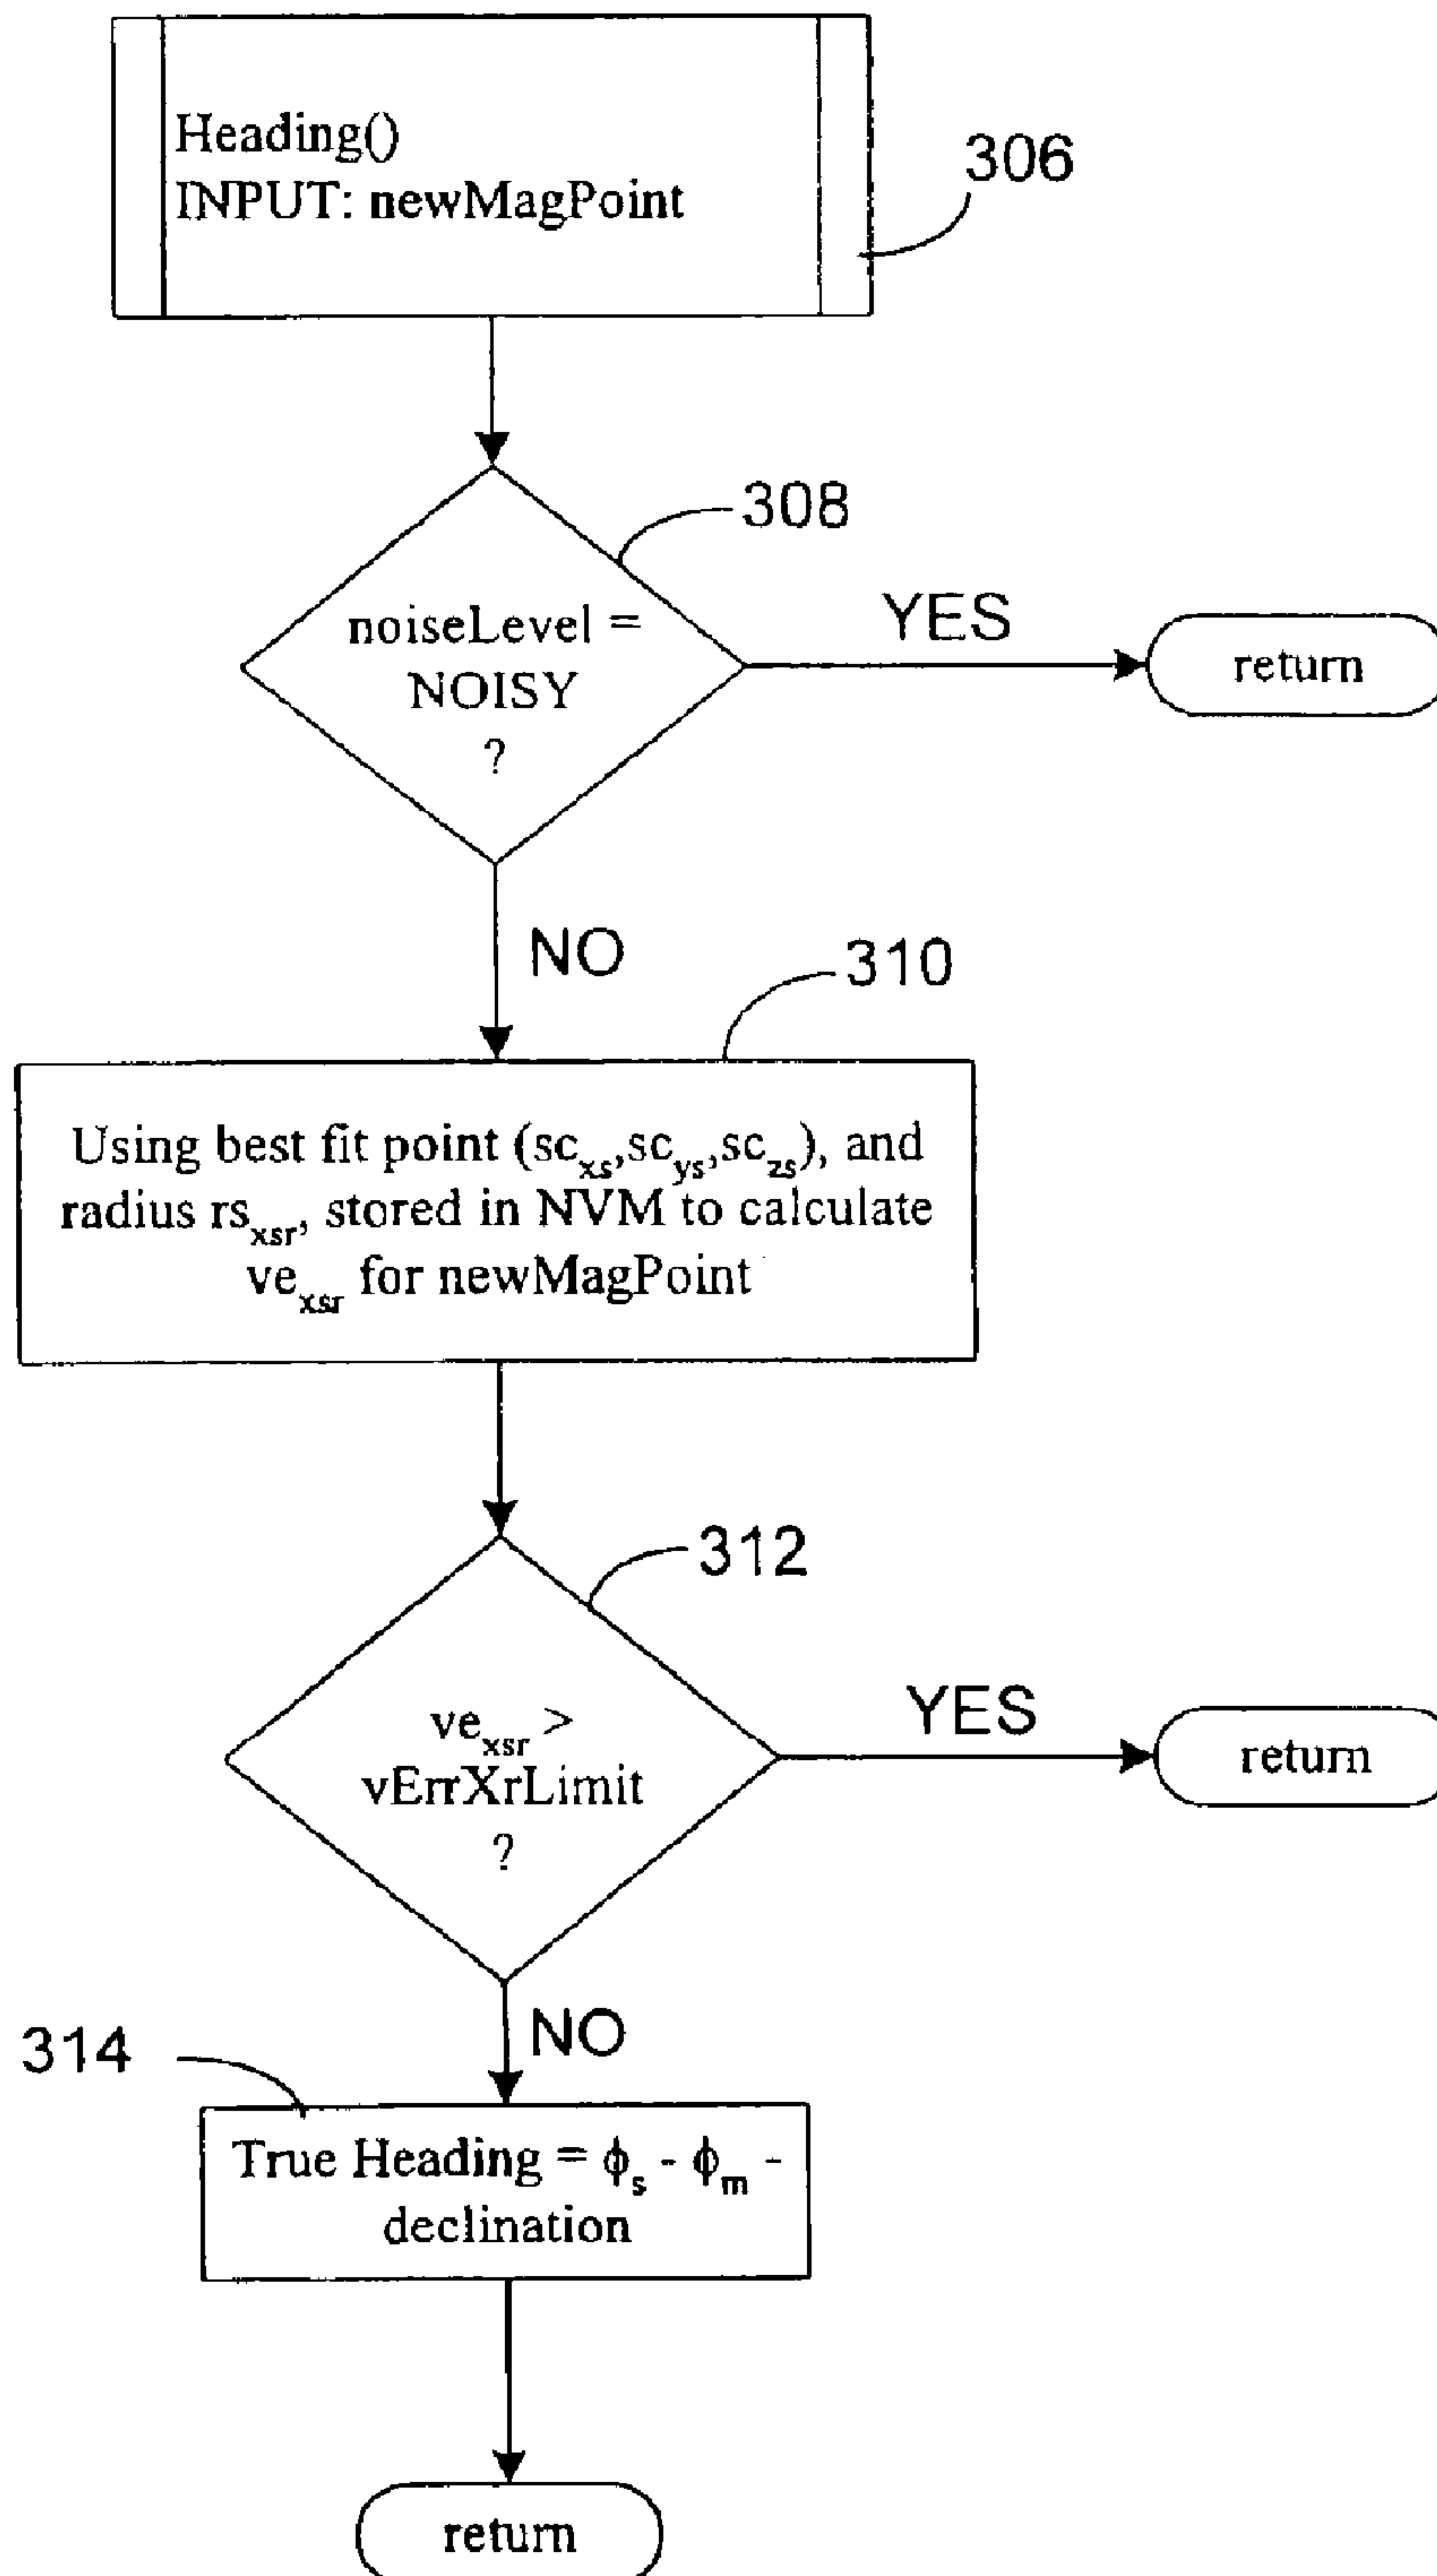 Heading()
INPUT: newMagPoint
306
308
noiseLevel =
NOISY
?
YES
return
NO
310
Using best fit point (sc_xs,sc_ys,sc_zs), and
radius rs_xsr, stored in NVM to calculate
ve_xsr for newMagPoint
312
ve_xsr >
vErrXrLimit
?
YES
return
NO
314
True Heading = ϕ_s - ϕ_m -
declination
return